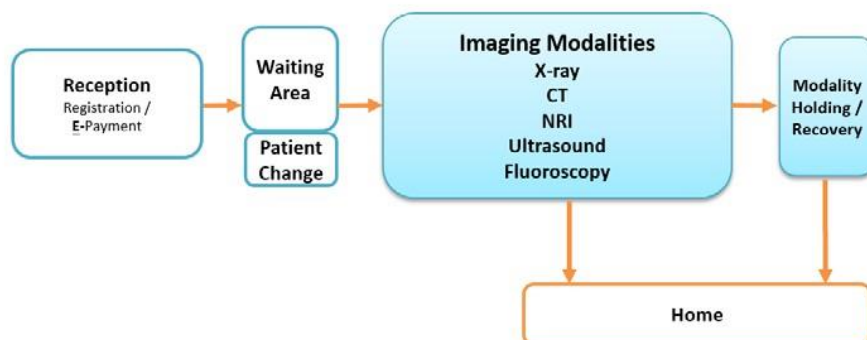 Reception
Registration /
E-Payment
Waiting
Area
Patient
Change
Imaging Modalities
X-ray
CT
NRI
Ultrasound
Fluoroscopy
Modality
Holding /
Recovery
Home